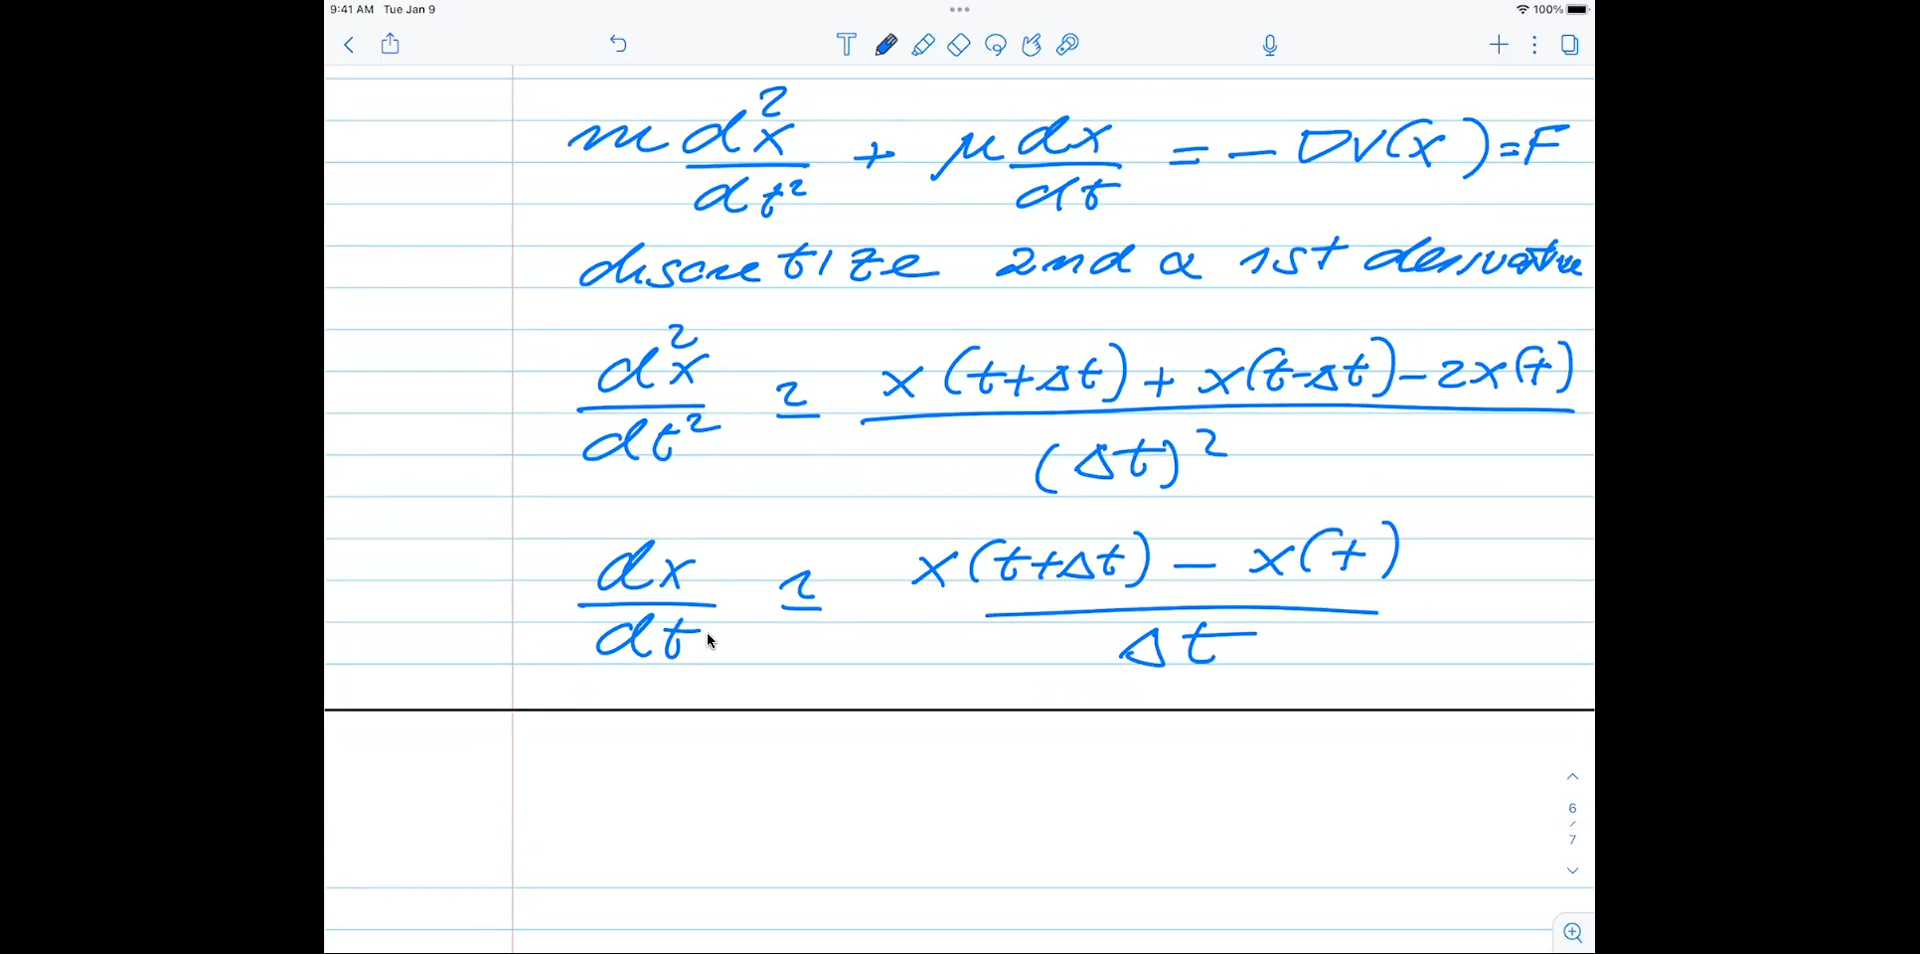 9:41 AM Tue Jan 9 100%
T
m d²x/dt² + μ dx/dt = − ∇V(x) = F
discretize 2nd a 1st derivative
d²x/dt² ≃ x(t+Δt) + x(t−Δt) − 2x(t) / (Δt)²
dx/dt ≃ x(t+Δt) − x(t) / Δt
6
/
7